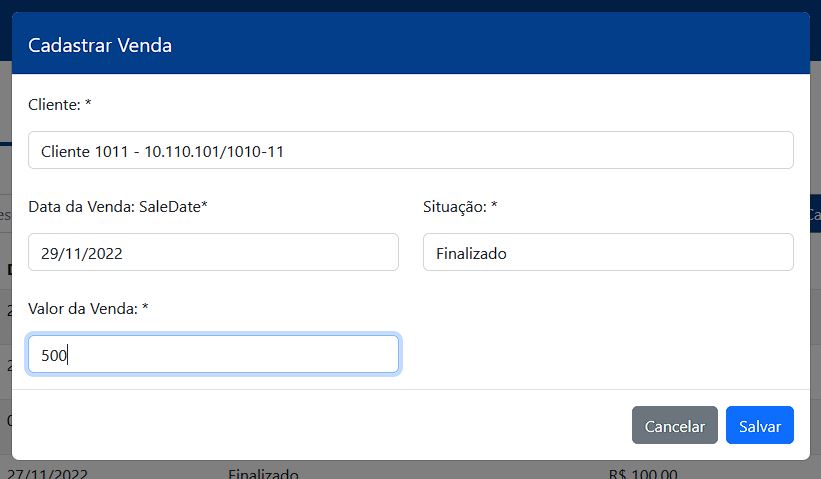 Cadastrar Venda
Cliente: *
Cliente 1011 - 10.110.101/1010-11
Data da Venda: SaleDate*
Situação: *
29/11/2022
Finalizado
Valor da Venda: *
500
Cancelar
Salvar
27/11/2022
Finalizado
R$ 100,00